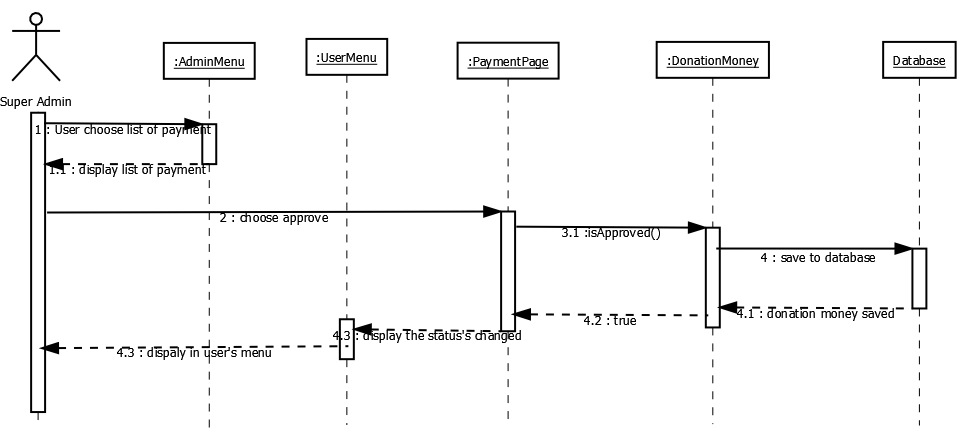 :AdminMenu
:UserMenu
:PaymentPage
:DonationMoney
Database
Super Admin
1 : User choose list of payment
1.1 : display list of payment
2 : choose approve
3.1 :isApproved()
4 : save to database
4.1 : donation money saved
4.2 : true
4.3 : display the status's changed
4.3 : dispaly in user's menu